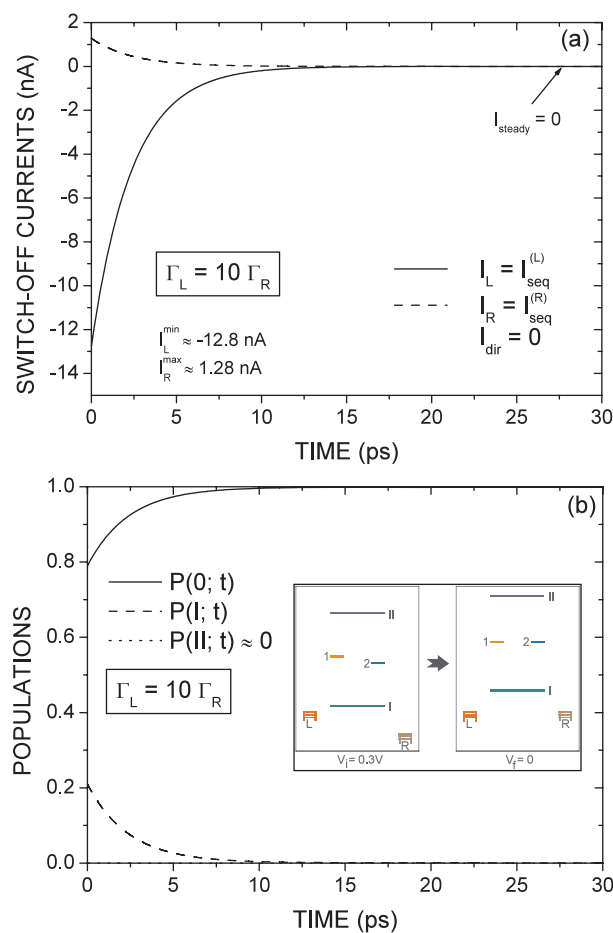 (a)
2
0
-2
-4
-6
-8
-10
-12
-14
SWITCH-OFF CURRENTS (nA)
I_steady = 0
Γ_L = 10 Γ_R
I_L^min ≈ -12.8 nA
I_R^max ≈ 1.28 nA
I_L = I_seq^(L)
I_R = I_seq^(R)
I_dir = 0
0 5 10 15 20 25 30
TIME (ps)
(b)
1.0
0.8
0.6
0.4
0.2
0.0
POPULATIONS
P(0; t)
P(I; t)
P(II; t) ≈ 0
Γ_L = 10 Γ_R
II
1
2
I
L
R
V_i = 0.3V
II
1
2
I
L
R
V_f = 0
0 5 10 15 20 25 30
TIME (ps)